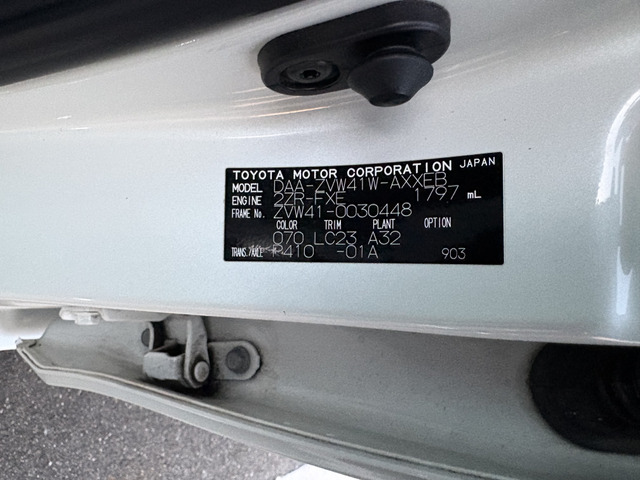 TOYOTA MOTOR CORPORATION JAPAN
MODEL DAA-ZVW41W-AXXEB
ENGINE 2ZR-FXE 1797 mL
FRAME No. ZVW41-0030448
COLOR TRIM PLANT OPTION
070 LC23 A32
TRANS./AXLE P410 -01A 903